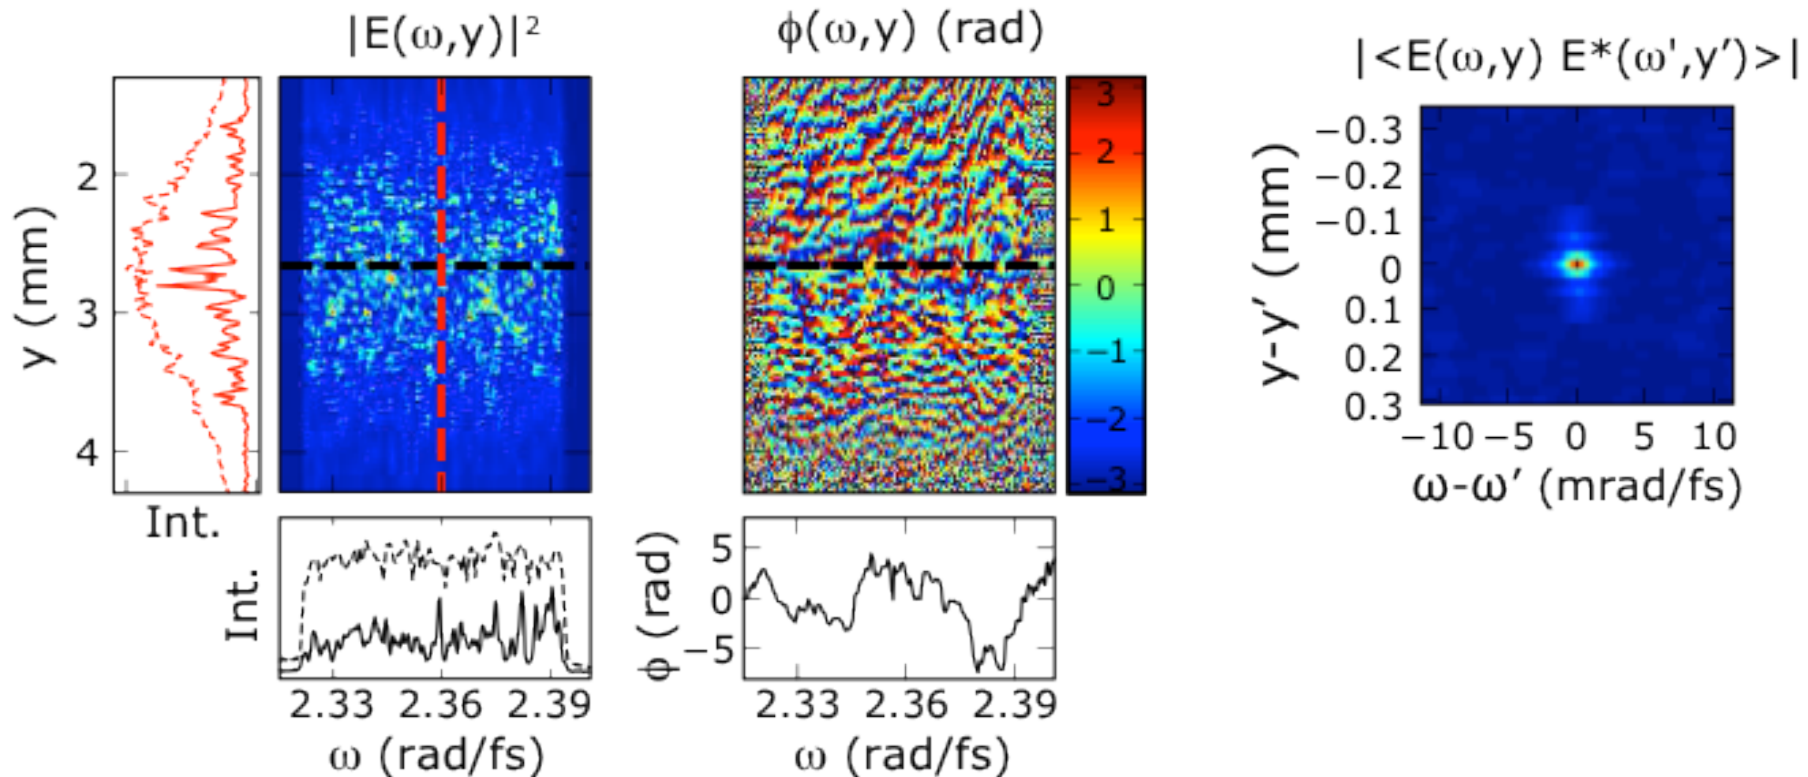 |E(ω,y)|²
ϕ(ω,y) (rad)
|<E(ω,y) E*(ω',y')>|
y (mm)
2
3
4
Int.
3
2
1
0
−1
−2
−3
y-y' (mm)
−0.3
−0.2
−0.1
0
0.1
0.2
0.3
−10 −5 0 5 10
ω-ω' (mrad/fs)
Int.
2.33 2.36 2.39
ω (rad/fs)
ϕ (rad)
5
0
−5
2.33 2.36 2.39
ω (rad/fs)